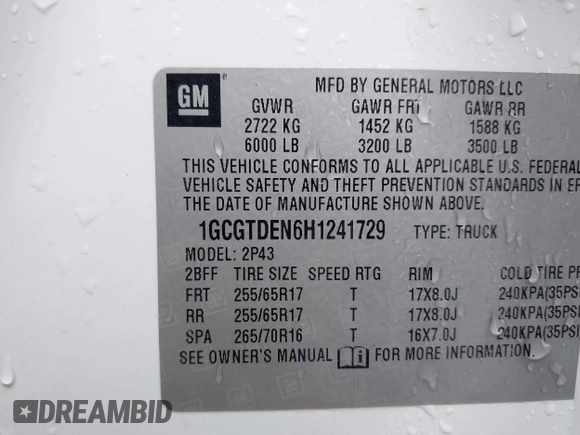 GM
®
MFD BY GENERAL MOTORS LLC
GVWR GAWR FRT GAWR RR
2722 KG 1452 KG 1588 KG
6000 LB 3200 LB 3500 LB
THIS VEHICLE CONFORMS TO ALL APPLICABLE U.S. FEDERAL
VEHICLE SAFETY AND THEFT PREVENTION STANDARDS IN EF
THE DATE OF MANUFACTURE SHOWN ABOVE.
1GCGTDEN6H1241729 TYPE: TRUCK
MODEL: 2P43
2BFF TIRE SIZE SPEED RTG RIM COLD TIRE PR
FRT 255/65R17 T 17X8.0J 240KPA(35PSI
RR 255/65R17 T 17X8.0J 240KPA(35PSI
SPA 265/70R16 T 16X7.0J 240KPA(35PSI
SEE OWNER'S MANUAL i FOR MORE INFORMATION.
DREAMBID